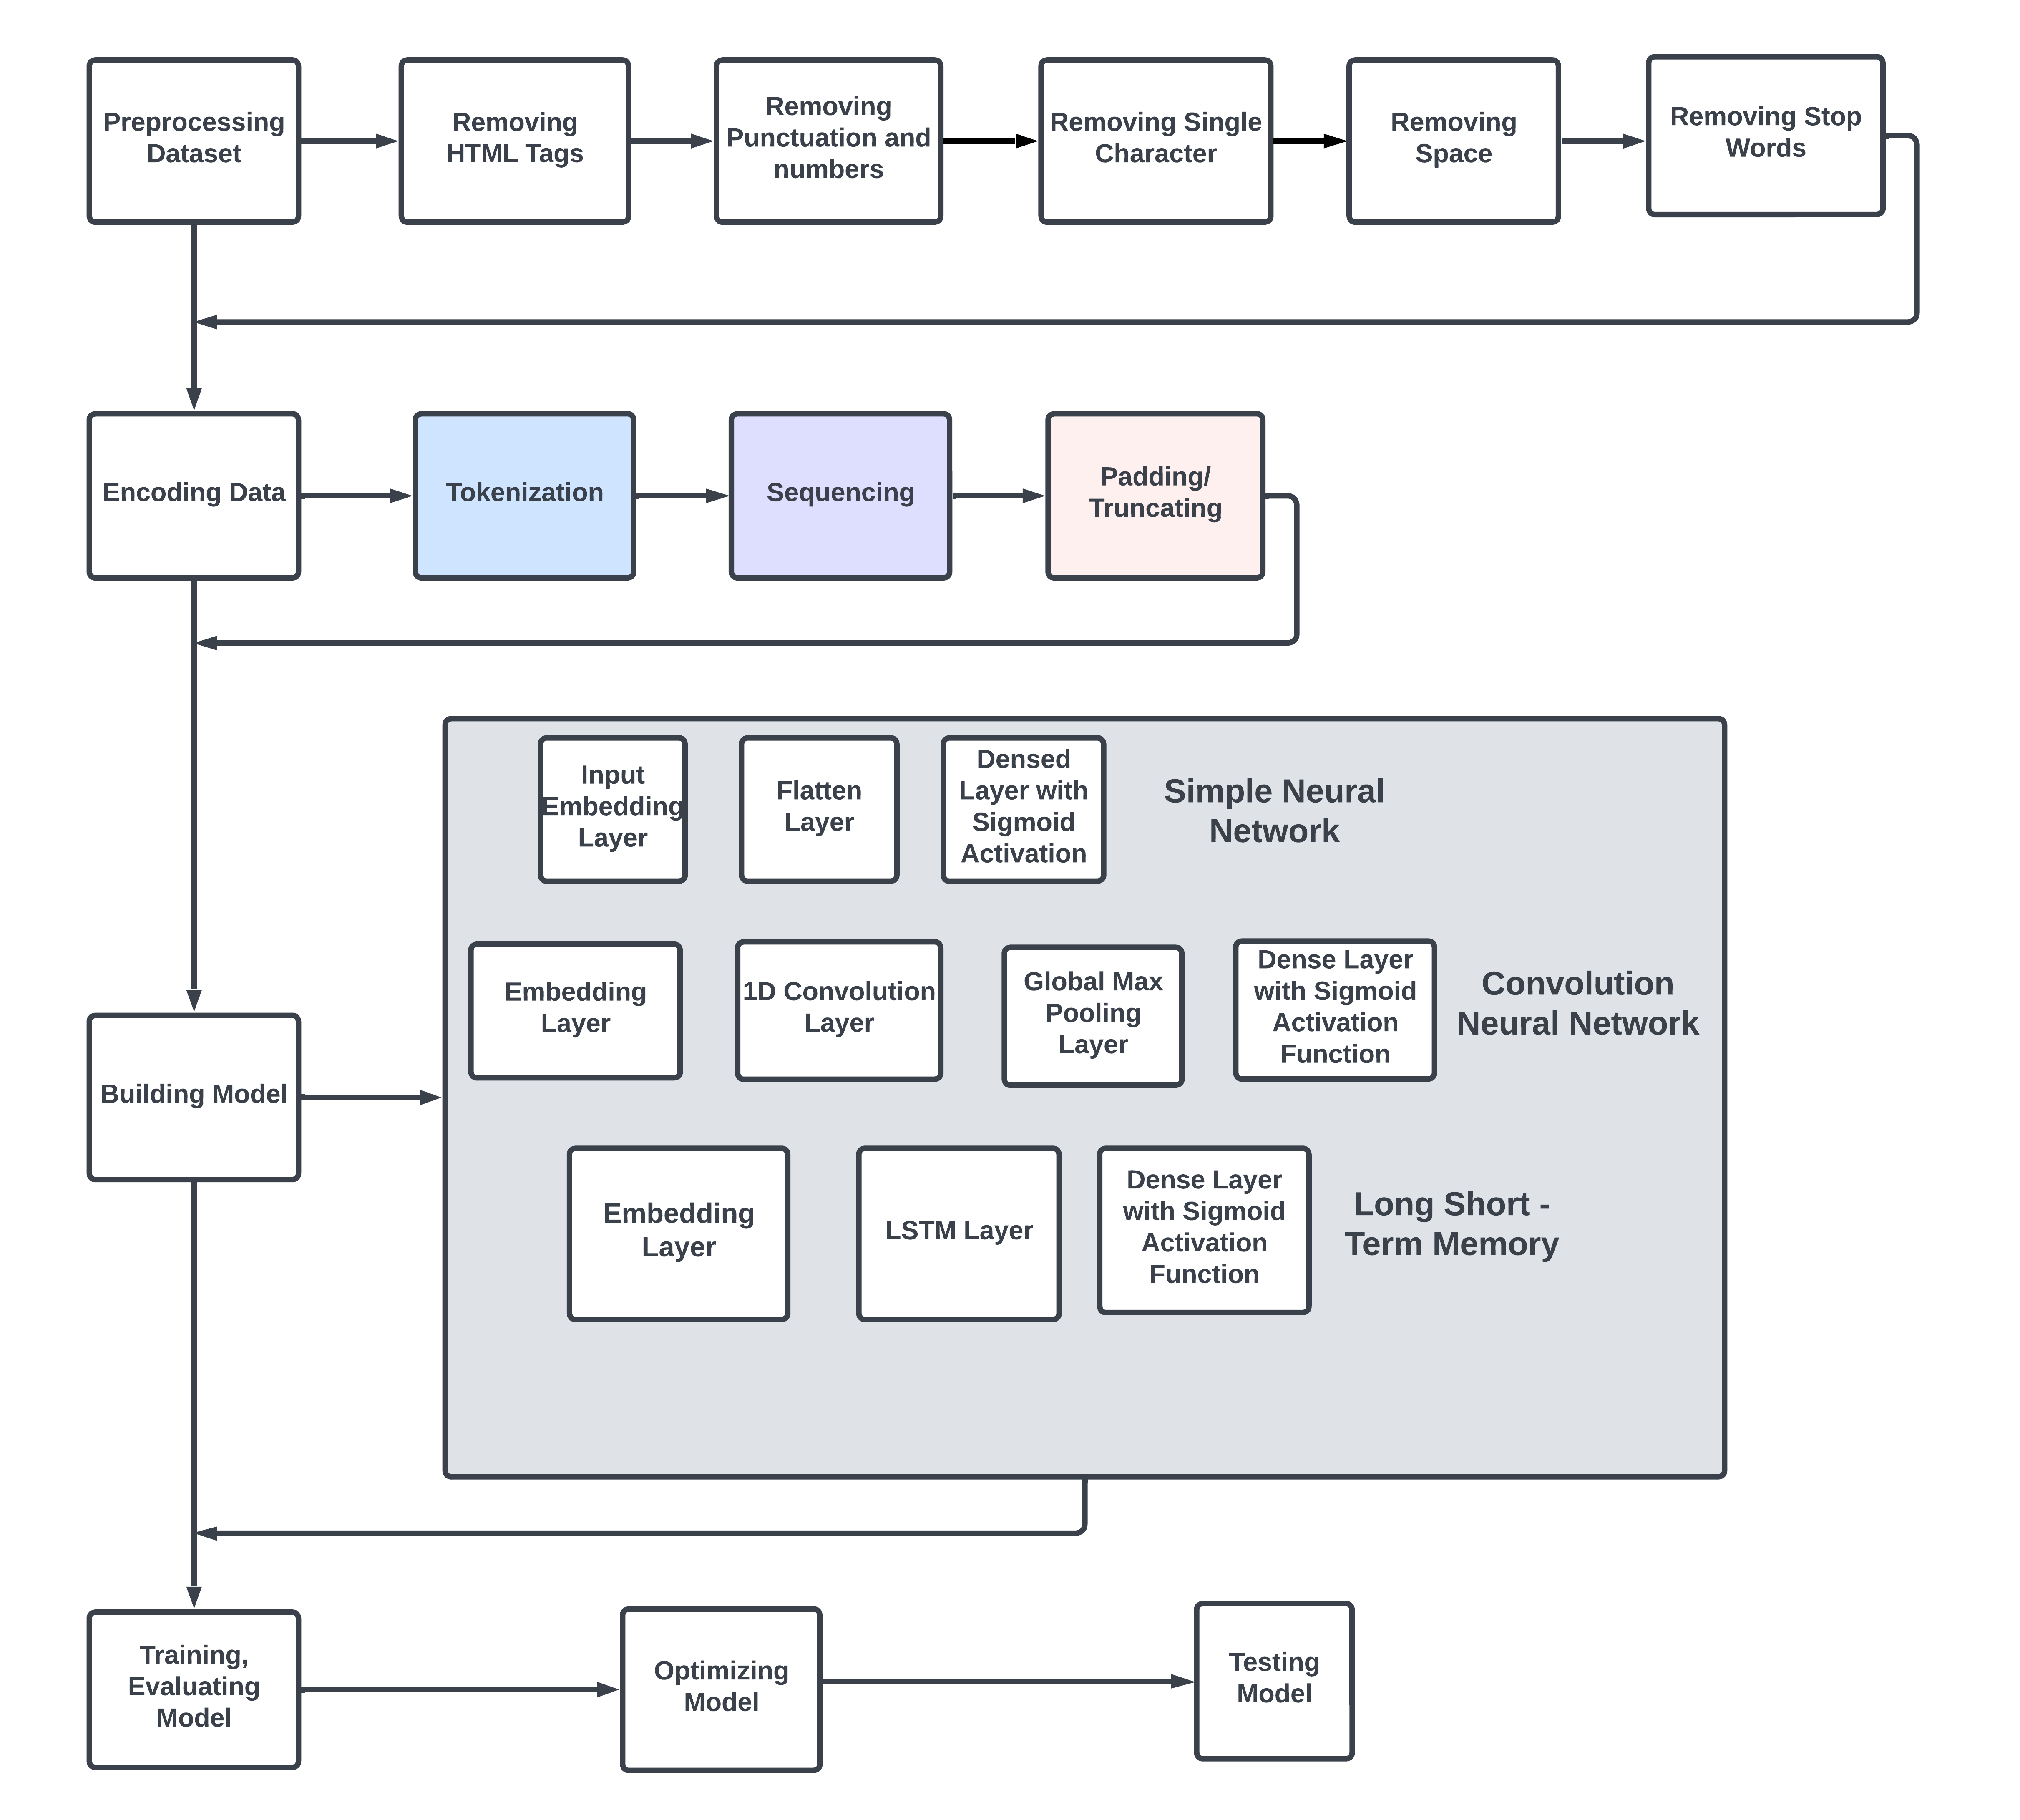 Preprocessing
Dataset
Removing
HTML Tags
Removing
Punctuation and
numbers
Removing Single
Character
Removing
Space
Removing Stop
Words
Encoding Data
Tokenization
Sequencing
Padding/
Truncating
Input
Embedding
Layer
Flatten
Layer
Densed
Layer with
Sigmoid
Activation
Simple Neural
Network
Embedding
Layer
1D Convolution
Layer
Global Max
Pooling
Layer
Dense Layer
with Sigmoid
Activation
Function
Convolution
Neural Network
Building Model
Embedding
Layer
LSTM Layer
Dense Layer
with Sigmoid
Activation
Function
Long Short -
Term Memory
Training,
Evaluating
Model
Optimizing
Model
Testing
Model